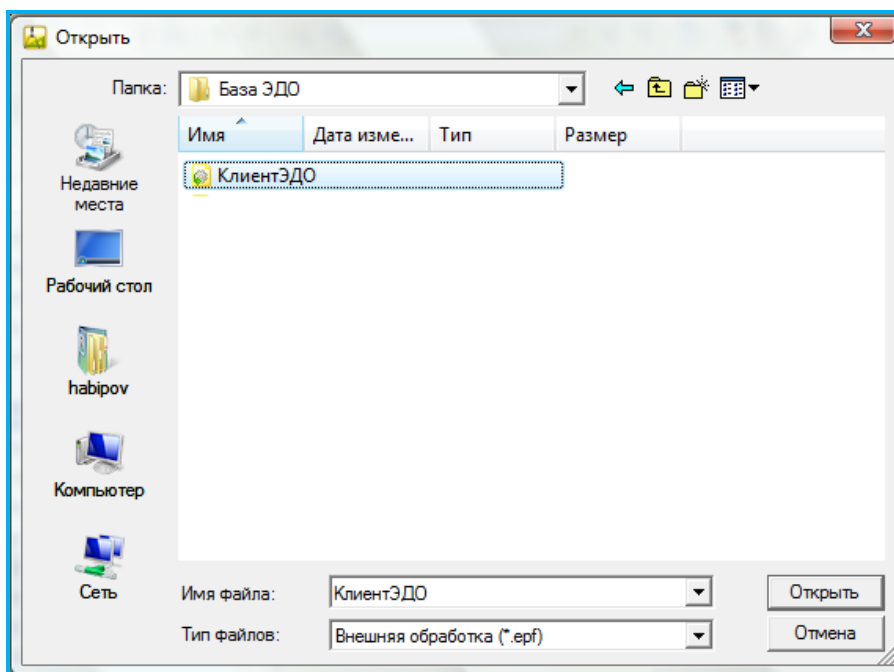 Открыть
Папка:
База ЭДО
Имя
Дата изме...
Тип
Размер
КлиентЭДО
Недавние
места
Рабочий стол
habipov
Компьютер
Сеть
Имя файла:
КлиентЭДО
Открыть
Тип файлов:
Внешняя обработка (*.epf)
Отмена